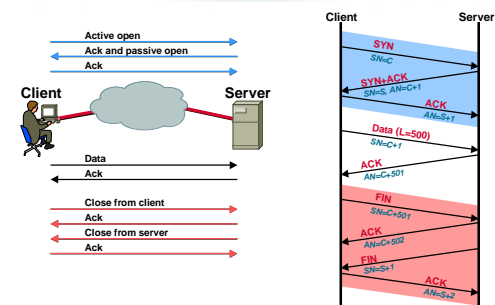 Active open
Ack and passive open
Ack
Client
Server
Data
Ack
Close from client
Ack
Close from server
Ack
Client
Server
SYN
SN=C
SYN+ACK
SN=S, AN=C+1
ACK
AN=S+1
Data (L=500)
SN=C+1
ACK
AN=C+501
FIN
SN=C+501
ACK
AN=C+502
FIN
SN=S+1
ACK
AN=S+2